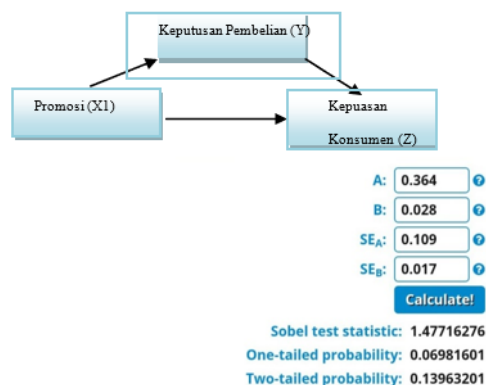 Keputusan Pembelian (Y)
Promosi (X1)
Kepuasan
Konsumen (Z)
A: 0.364 ?
B: 0.028 ?
SEA: 0.109 ?
SEB: 0.017 ?
Calculate!
Sobel test statistic: 1.47716276
One-tailed probability: 0.06981601
Two-tailed probability: 0.13963201